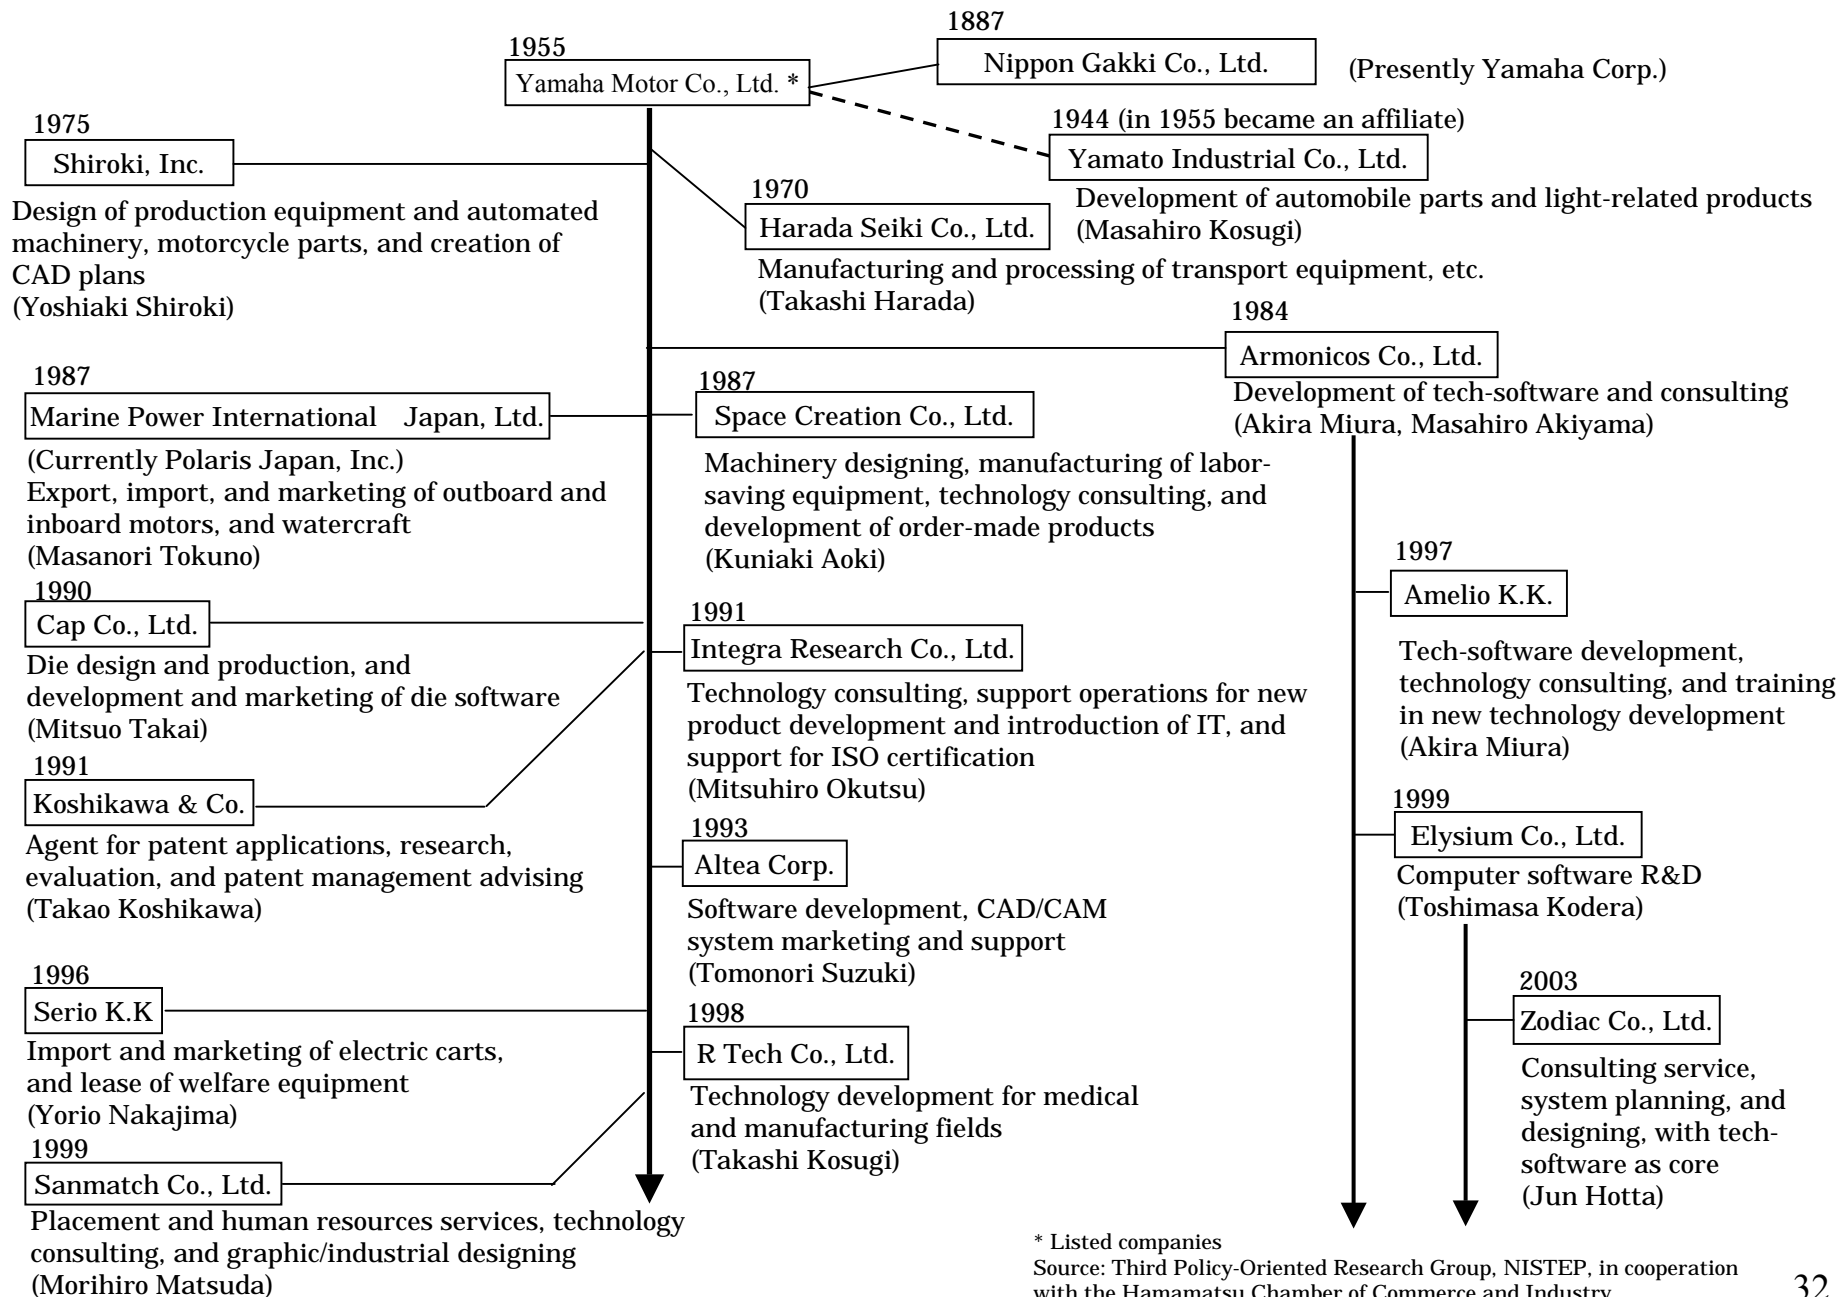 1887
Nippon Gakki Co., Ltd.
(Presently Yamaha Corp.)
1955
Yamaha Motor Co., Ltd. *
1944 (in 1955 became an affiliate)
Yamato Industrial Co., Ltd.
Development of automobile parts and light-related products
(Masahiro Kosugi)
1975
Shiroki, Inc.
Design of production equipment and automated
machinery, motorcycle parts, and creation of
CAD plans
(Yoshiaki Shiroki)
1970
Harada Seiki Co., Ltd.
Manufacturing and processing of transport equipment, etc.
(Takashi Harada)
1984
Armonicos Co., Ltd.
Development of tech-software and consulting
(Akira Miura, Masahiro Akiyama)
1987
Marine Power International Japan, Ltd.
(Currently Polaris Japan, Inc.)
Export, import, and marketing of outboard and
inboard motors, and watercraft
(Masanori Tokuno)
1987
Space Creation Co., Ltd.
Machinery designing, manufacturing of labor-
saving equipment, technology consulting, and
development of order-made products
(Kuniaki Aoki)
1990
Cap Co., Ltd.
Die design and production, and
development and marketing of die software
(Mitsuo Takai)
1991
Integra Research Co., Ltd.
Technology consulting, support operations for new
product development and introduction of IT, and
support for ISO certification
(Mitsuhiro Okutsu)
1997
Amelio K.K.
Tech-software development,
technology consulting, and training
in new technology development
(Akira Miura)
1991
Koshikawa & Co.
Agent for patent applications, research,
evaluation, and patent management advising
(Takao Koshikawa)
1993
Altea Corp.
Software development, CAD/CAM
system marketing and support
(Tomonori Suzuki)
1999
Elysium Co., Ltd.
Computer software R&D
(Toshimasa Kodera)
1996
Serio K.K
Import and marketing of electric carts,
and lease of welfare equipment
(Yorio Nakajima)
1998
R Tech Co., Ltd.
Technology development for medical
and manufacturing fields
(Takashi Kosugi)
2003
Zodiac Co., Ltd.
Consulting service,
system planning, and
designing, with tech-
software as core
(Jun Hotta)
1999
Sanmatch Co., Ltd.
Placement and human resources services, technology
consulting, and graphic/industrial designing
(Morihiro Matsuda)
* Listed companies
Source: Third Policy-Oriented Research Group, NISTEP, in cooperation
with the Hamamatsu Chamber of Commerce and Industry
32